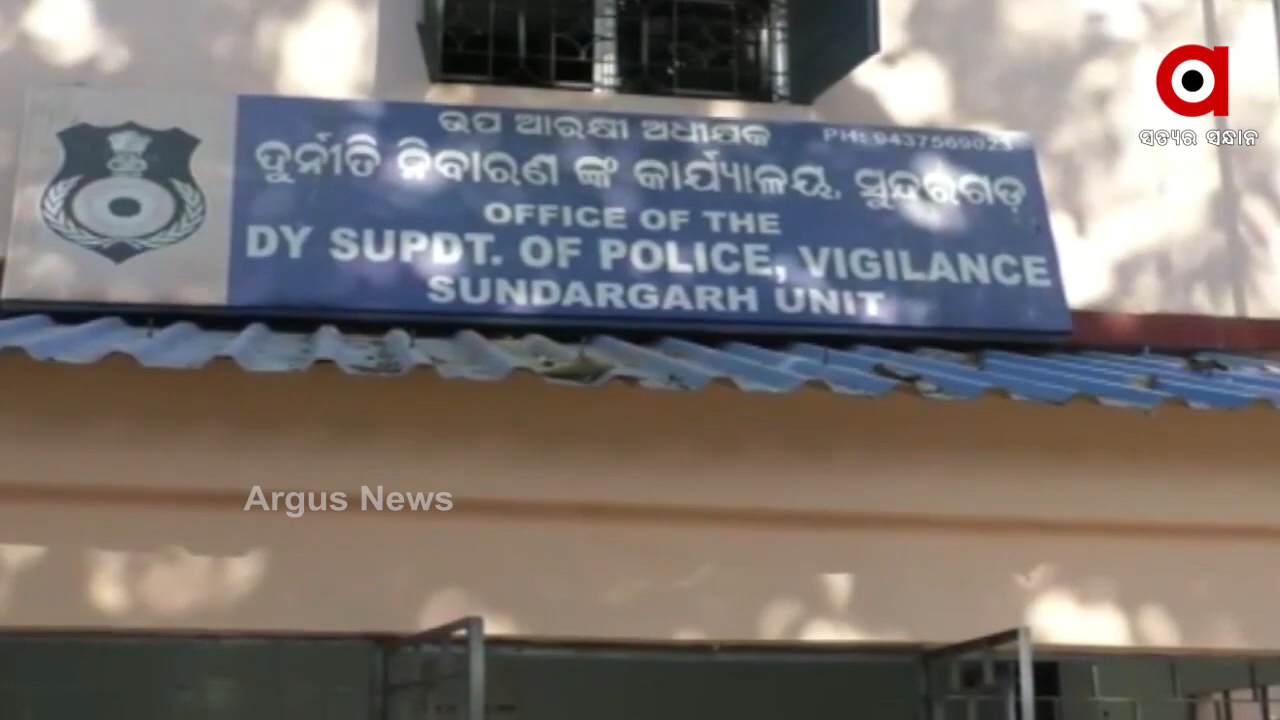 ଉପ ଆରକ୍ଷୀ ଅଧୀକ୍ଷକ
PH: 9437569023
ଦୁର୍ନୀତି ନିବାରଣ ଙ୍କ କାର୍ଯ୍ୟାଳୟ, ସୁନ୍ଦରଗଡ଼
OFFICE OF THE
DY SUPDT. OF POLICE, VIGILANCE
SUNDARGARH UNIT
a
ସତ୍ୟର ସନ୍ଧାନ
Argus News